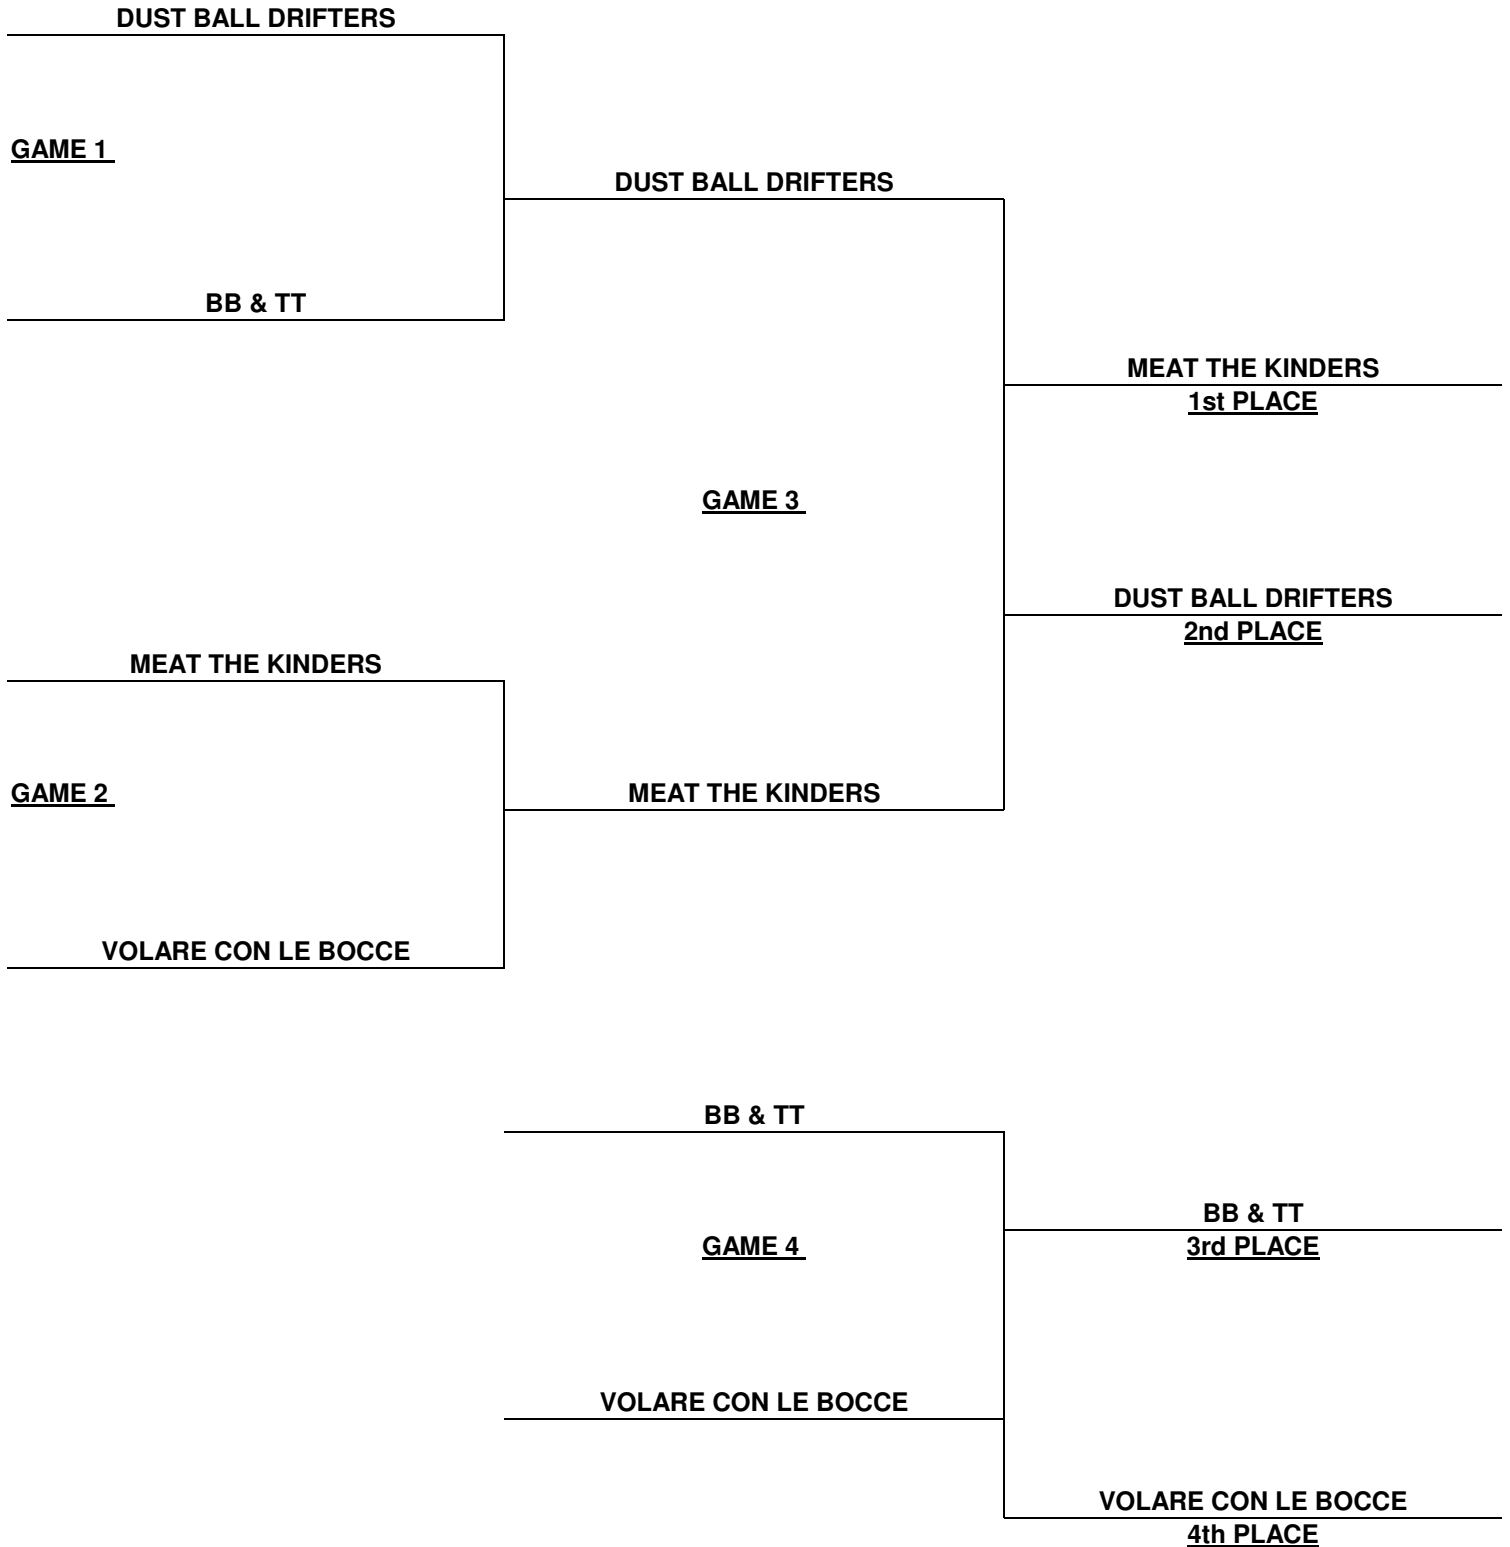 DUST BALL DRIFTERS
GAME 1
DUST BALL DRIFTERS
BB & TT
MEAT THE KINDERS
1st PLACE
GAME 3
DUST BALL DRIFTERS
2nd PLACE
MEAT THE KINDERS
GAME 2
MEAT THE KINDERS
VOLARE CON LE BOCCE
BB & TT
BB & TT
GAME 4
3rd PLACE
VOLARE CON LE BOCCE
VOLARE CON LE BOCCE
4th PLACE